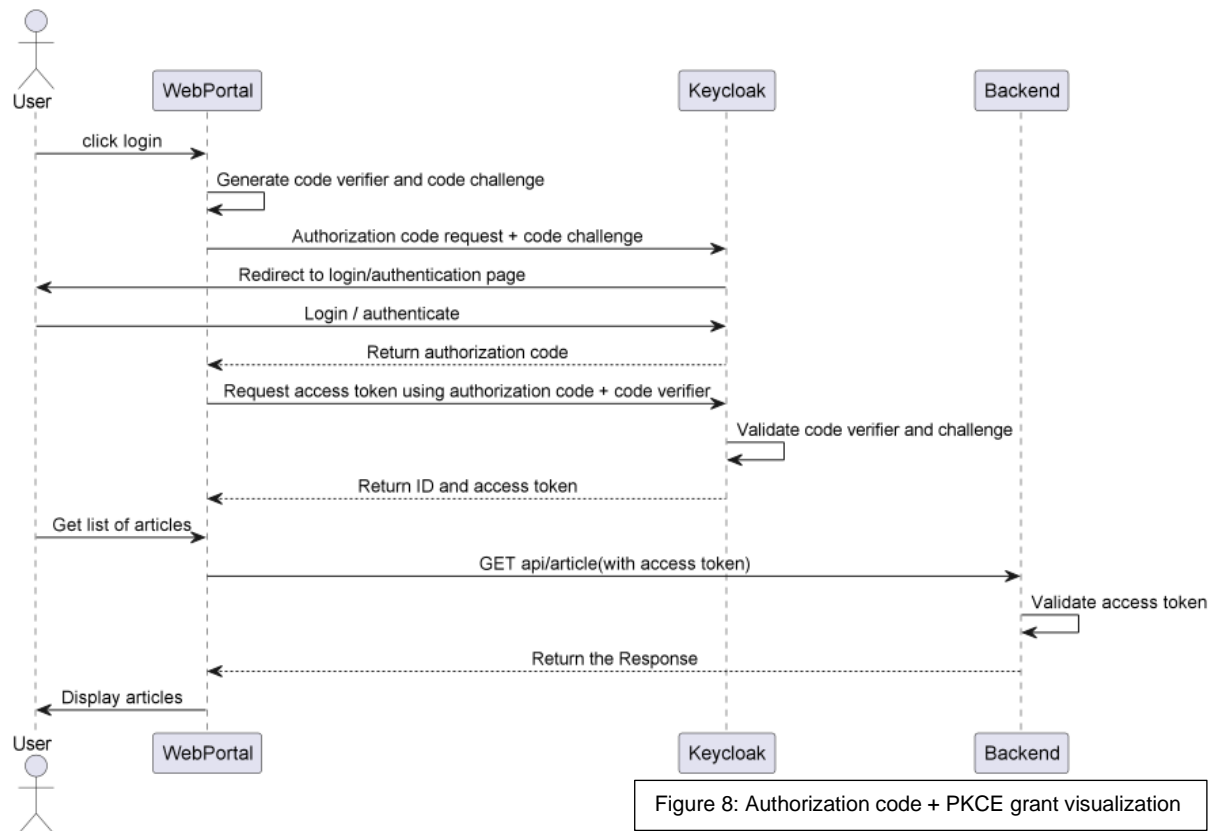 User
WebPortal
Keycloak
Backend
click login
Generate code verifier and code challenge
Authorization code request + code challenge
Redirect to login/authentication page
Login / authenticate
Return authorization code
Request access token using authorization code + code verifier
Validate code verifier and challenge
Return ID and access token
Get list of articles
GET api/article(with access token)
Validate access token
Return the Response
Display articles
User
WebPortal
Keycloak
Backend
Figure 8: Authorization code + PKCE grant visualization